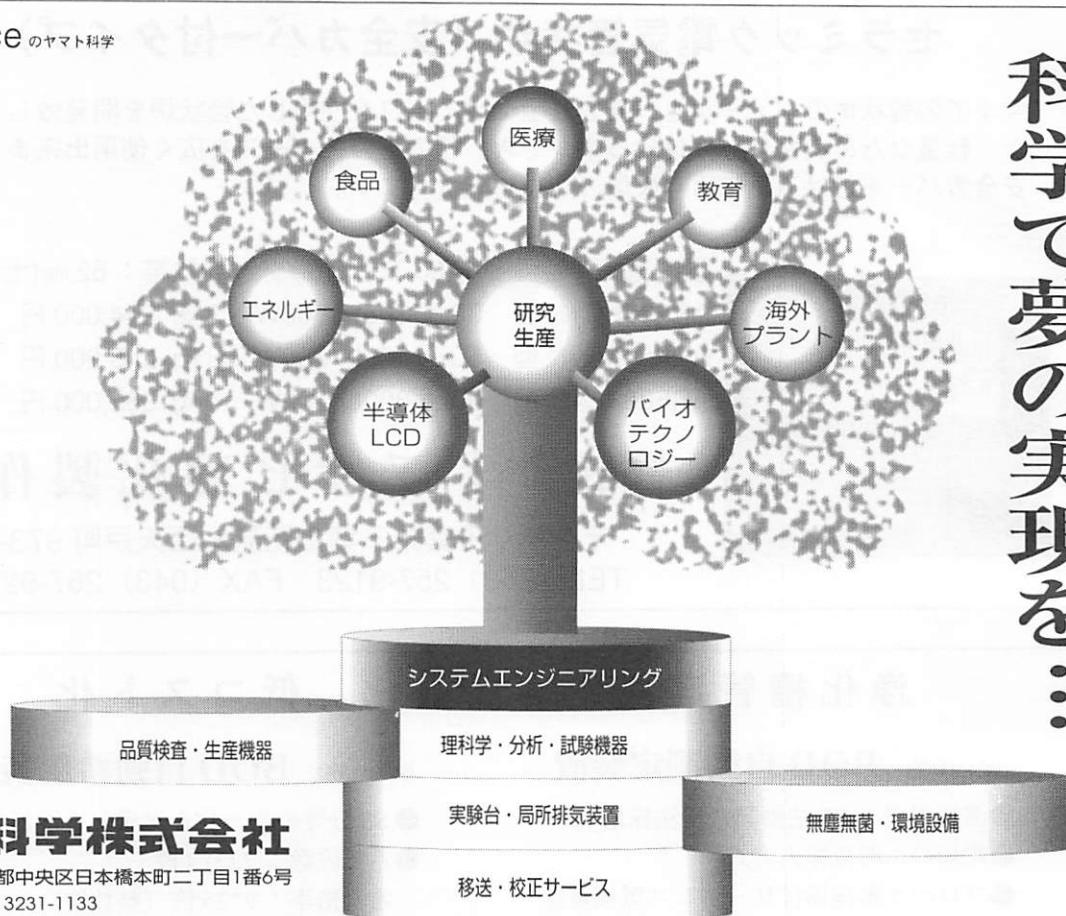 ce のヤマト科学
科学で夢の実現を…
医療
食品
教育
エネルギー
研究
生産
海外
プラント
半導体
LCD
バイオ
テクノ
ロジー
システムエンジニアリング
品質検査・生産機器
理科学・分析・試験機器
実験台・局所排気装置
無塵無菌・環境設備
移送・校正サービス
科学株式会社
都中央区日本橋本町二丁目1番6号
3231-1133